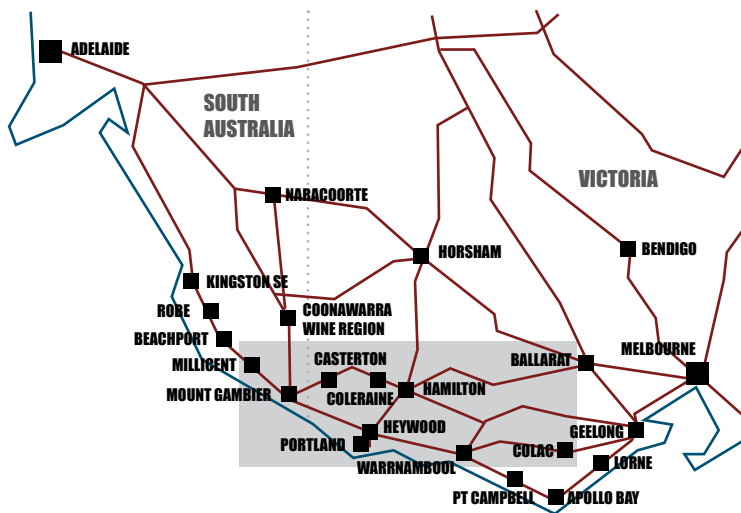 ADELAIDE
SOUTH
AUSTRALIA
VICTORIA
NARACOORTE
HORSHAM
BENDIGO
KINGSTON SE
ROBE
COONAWARRA
WINE REGION
BEACHPORT
MELBOURNE
MILLICENT
CASTERTON
BALLARAT
MOUNT GAMBIER
COLERAINE
HAMILTON
HEYWOOD
GEELONG
PORTLAND
COLAC
WARRNAMBOOL
LORNE
PT CAMPBELL
APOLLO BAY